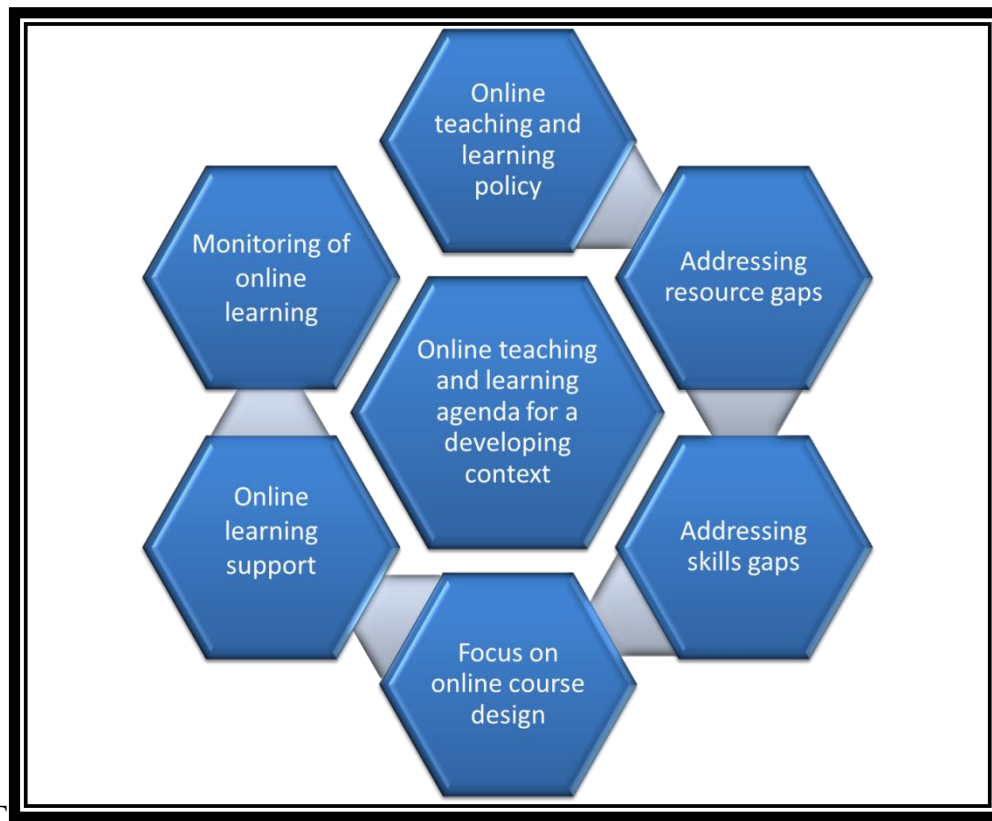 Online
teaching and
learning
policy
Addressing
resource gaps
Addressing
skills gaps
Focus on
online course
design
Online
learning
support
Monitoring of
online
learning
Online teaching
and learning
agenda for a
developing
context